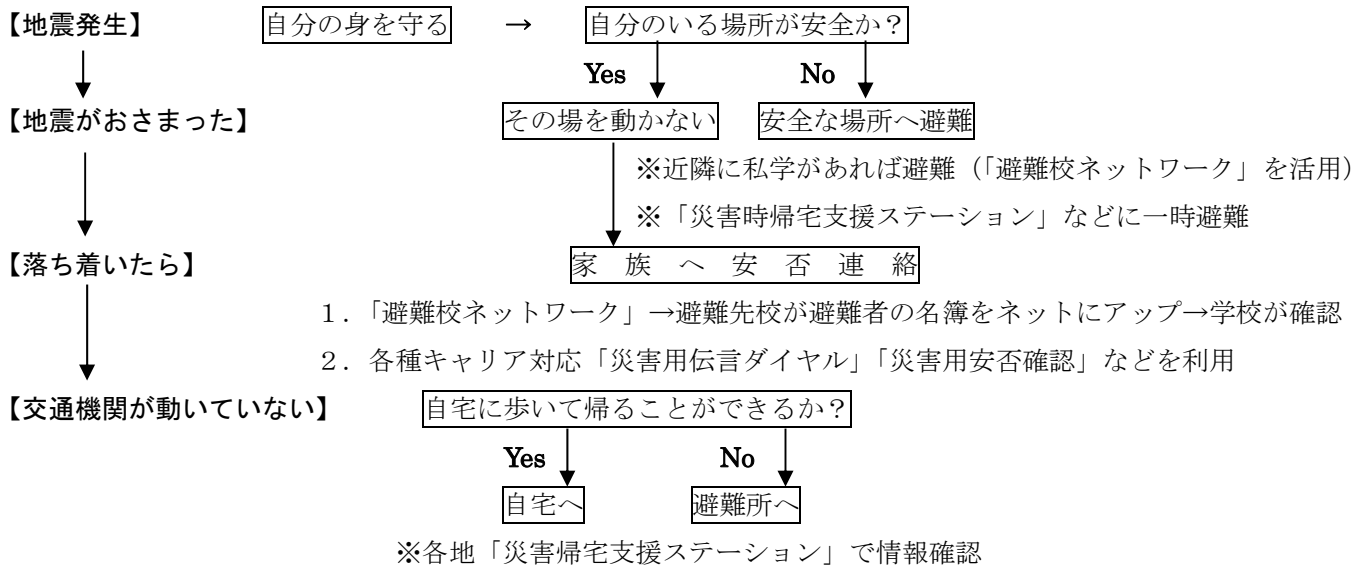 【地震発生】 自分の身を守る → 自分のいる場所が安全か？
Yes No
【地震がおさまった】 その場を動かない 安全な場所へ避難
※近隣に私学があれば避難（「避難校ネットワーク」を活用）
※「災害時帰宅支援ステーション」などに一時避難
【落ち着いたら】 家族へ安否連絡
１．「避難校ネットワーク」→避難先校が避難者の名簿をネットにアップ→学校が確認
２．各種キャリア対応「災害用伝言ダイヤル」「災害用安否確認」などを利用
【交通機関が動いていない】 自宅に歩いて帰ることができるか？
Yes No
自宅へ 避難所へ
※各地「災害帰宅支援ステーション」で情報確認